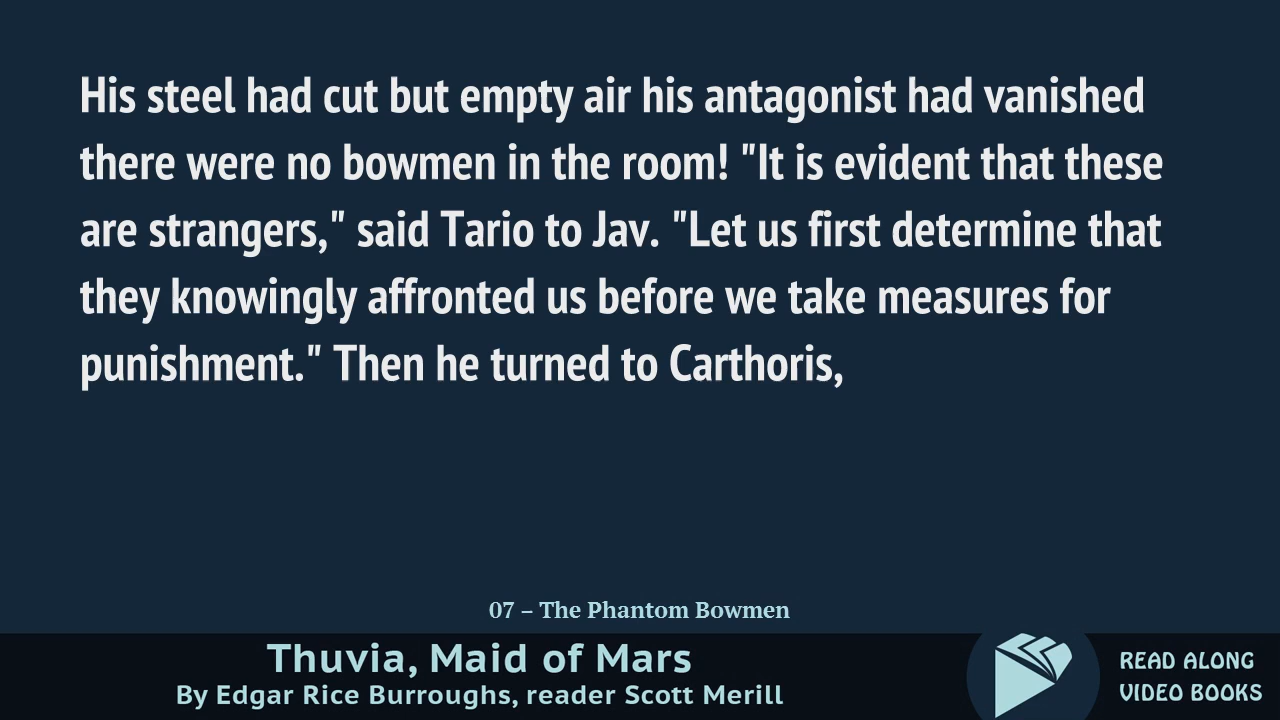 His steel had cut but empty air his antagonist had vanished
there were no bowmen in the room! "It is evident that these
are strangers," said Tario to Jav. "Let us first determine that
they knowingly affronted us before we take measures for
punishment." Then he turned to Carthoris,
07 – The Phantom Bowmen
Thuvia, Maid of Mars
By Edgar Rice Burroughs, reader Scott Merill
READ ALONG
VIDEO BOOKS